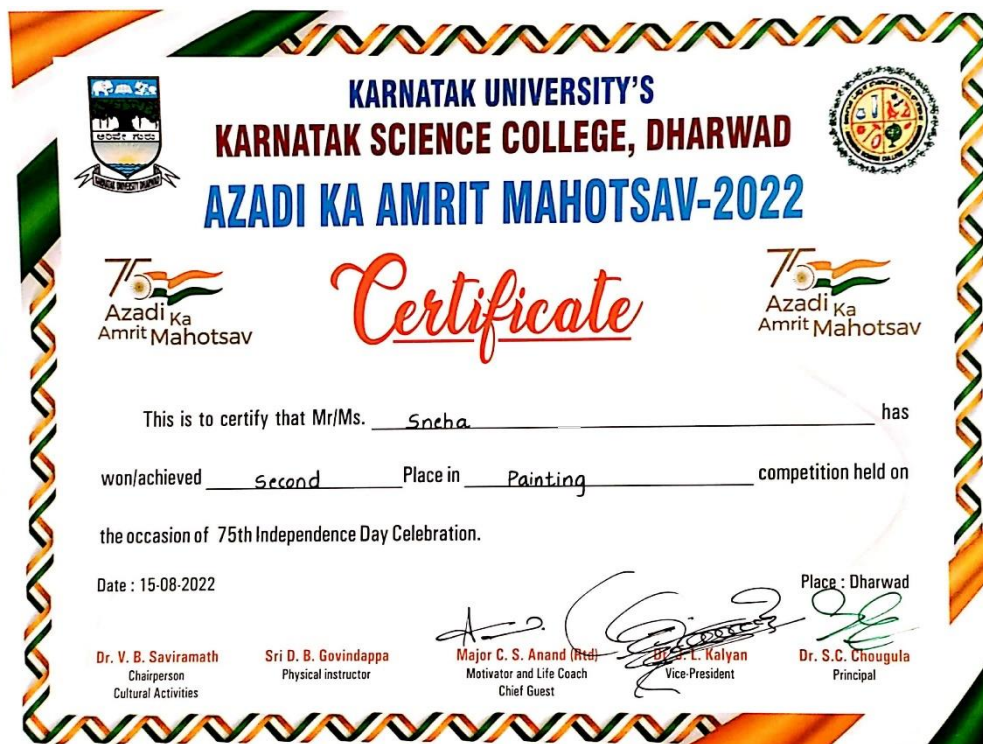 KARNATAK UNIVERSITY'S
KARNATAK SCIENCE COLLEGE, DHARWAD
AZADI KA AMRIT MAHOTSAV-2022
ಅರಿವೇ ಗುರು
KARNATAK UNIVERSITY DHARWAD
75
Azadi Ka
Amrit Mahotsav
Certificate
75
Azadi Ka
Amrit Mahotsav
This is to certify that Mr/Ms. Sneha has
won/achieved Second Place in Painting competition held on
the occasion of 75th Independence Day Celebration.
Date : 15-08-2022 Place : Dharwad
Dr. V. B. Saviramath
Chairperson
Cultural Activities
Sri D. B. Govindappa
Physical instructor
Major C. S. Anand (Rtd)
Motivator and Life Coach
Chief Guest
L. Kalyan
Vice-President
Dr. S.C. Chougula
Principal